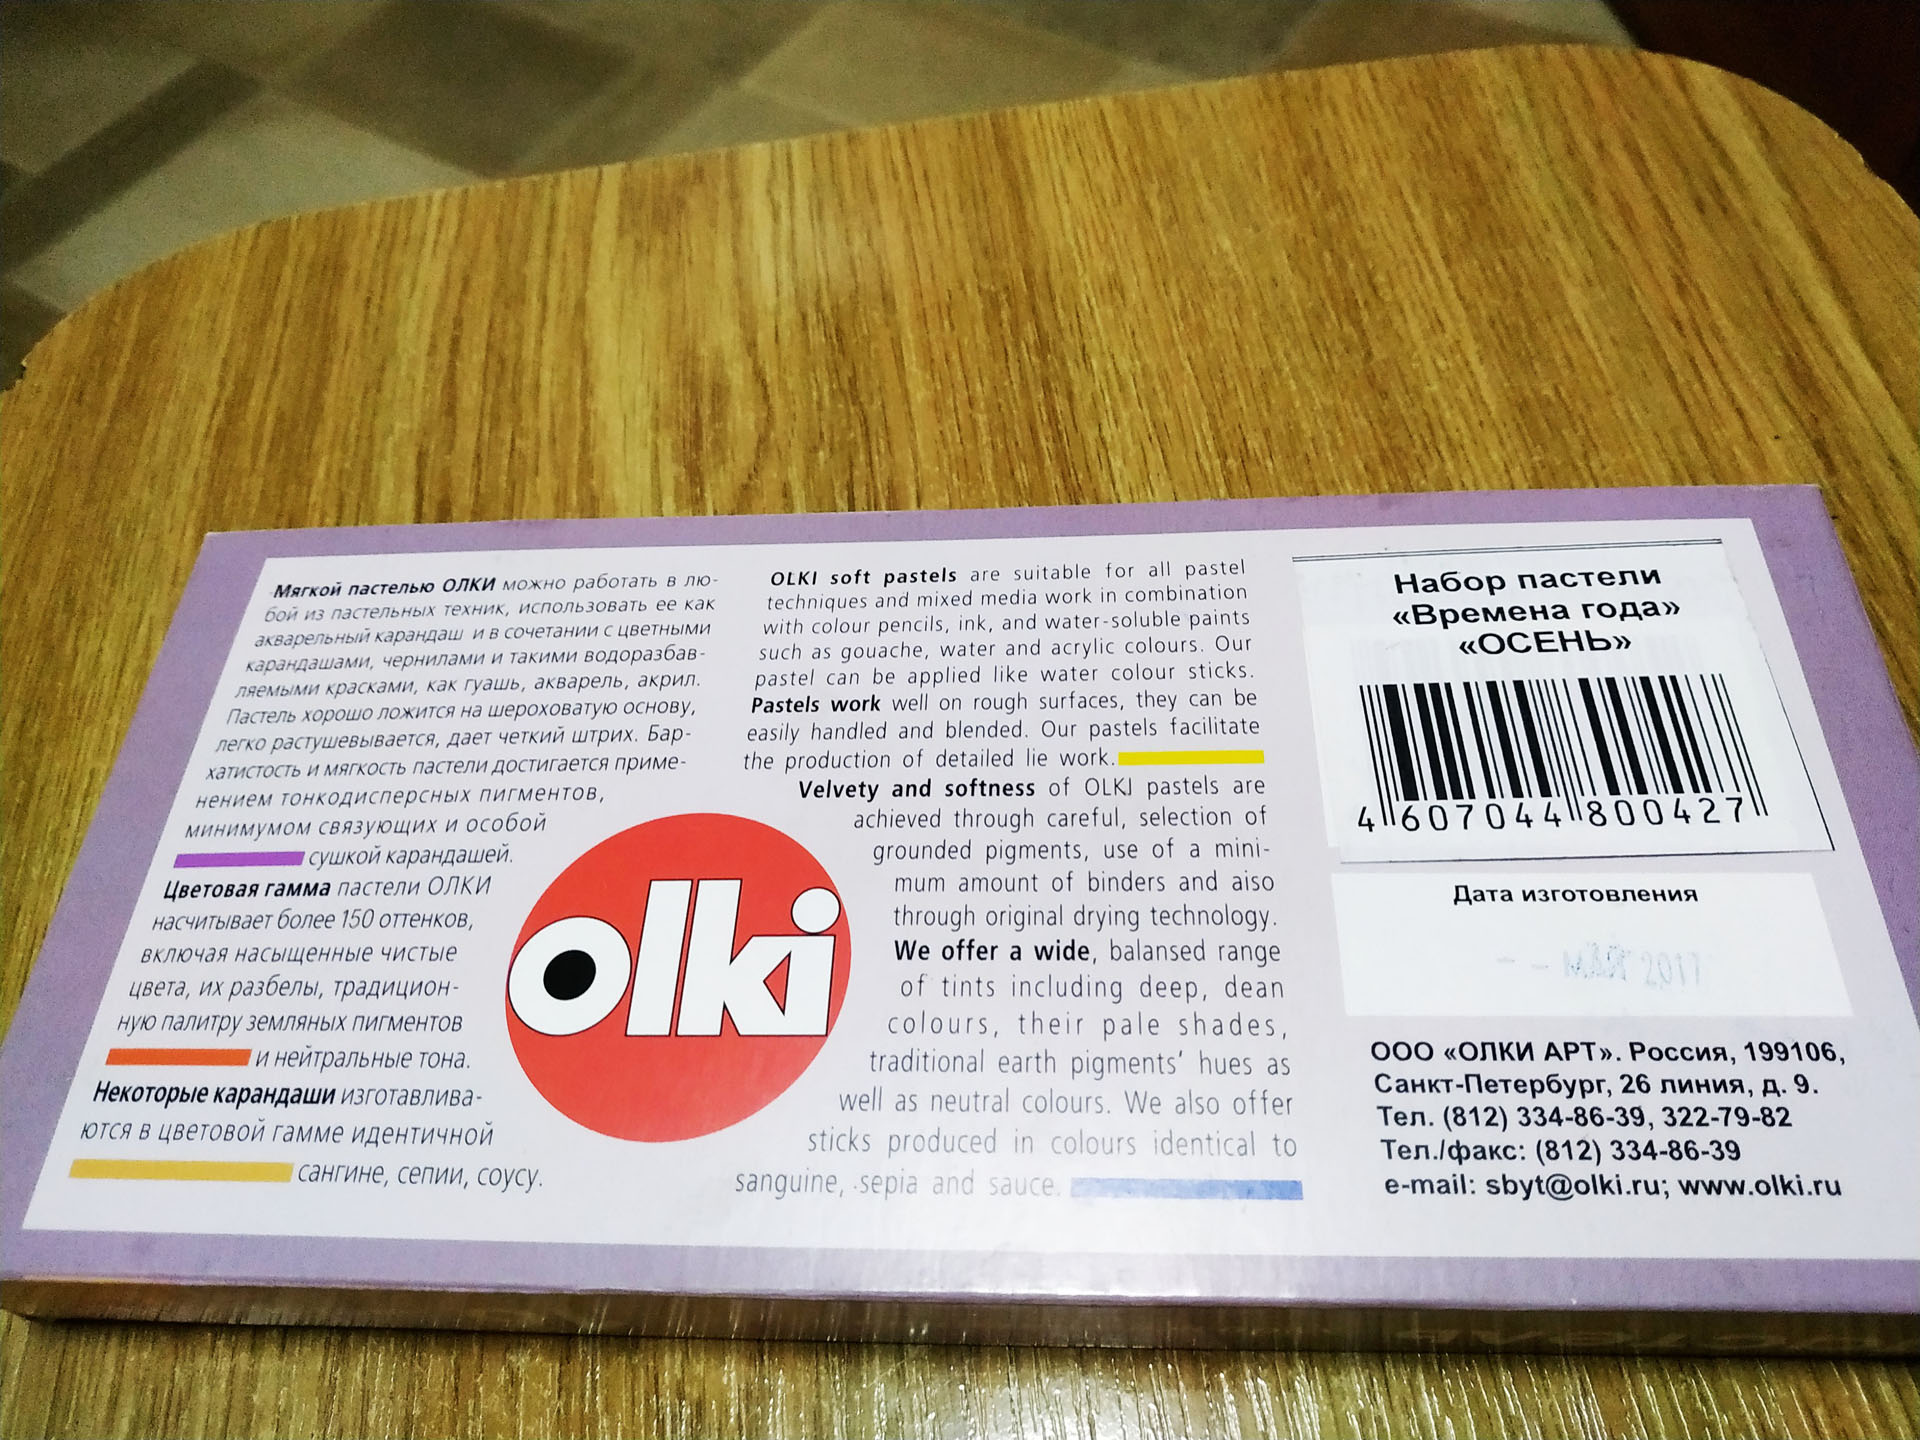 Мягкой пастелью ОЛКИ можно работать в лю-
бой из пастельных техник, использовать ее как
акварельный карандаш и в сочетании с цветными
карандашами, чернилами и такими водоразбав-
ляемыми красками, как гуашь, акварель, акрил.
Пастель хорошо ложится на шероховатую основу,
легко растушевывается, дает четкий штрих. Бар-
хатистость и мягкость пастели достигается приме-
нением тонкодисперсных пигментов,
минимумом связующих и особой
сушкой карандашей.
Цветовая гамма пастели ОЛКИ
насчитывает более 150 оттенков,
включая насыщенные чистые
цвета, их разбелы, традицион-
ную палитру земляных пигментов
и нейтральные тона.
Некоторые карандаши изготавлива-
ются в цветовой гамме идентичной
сангине, сепии, соусу.
olki
OLKI soft pastels are suitable for all pastel
techniques and mixed media work in combination
with colour pencils, ink, and water-soluble paints
such as gouache, water and acrylic colours. Our
pastel can be applied like water colour sticks.
Pastels work well on rough surfaces, they can be
easily handled and blended. Our pastels facilitate
the production of detailed lie work.
Velvety and softness of OLKI pastels are
achieved through careful, selection of
grounded pigments, use of a mini-
mum amount of binders and aiso
through original drying technology.
We offer a wide, balansed range
of tints including deep, dean
colours, their pale shades,
traditional earth pigments' hues as
well as neutral colours. We also offer
sticks produced in colours identical to
sanguine, sepia and sauce.
Набор пастели
«Времена года»
«ОСЕНЬ»
4 607044 800427
Дата изготовления
2017
ООО «ОЛКИ АРТ». Россия, 199106,
Санкт-Петербург, 26 линия, д. 9.
Тел. (812) 334-86-39, 322-79-82
Тел./факс: (812) 334-86-39
e-mail: sbyt@olki.ru; www.olki.ru